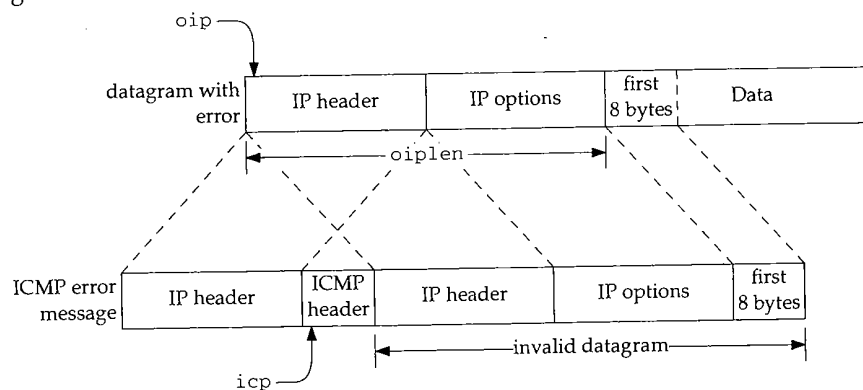 oip
datagram with
error
IP header
IP options
first
8 bytes
Data
oiplen
ICMP error
message
IP header
ICMP
header
IP header
IP options
first
8 bytes
invalid datagram
icp